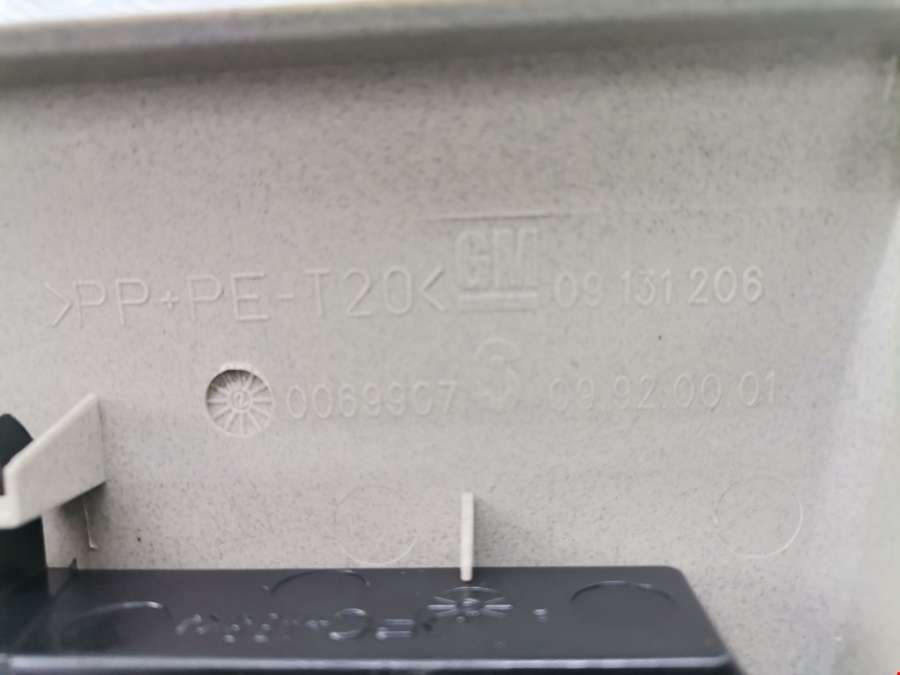 >PP+PE-T20< GM 09 131 206
0069907 S 09.92.00 01